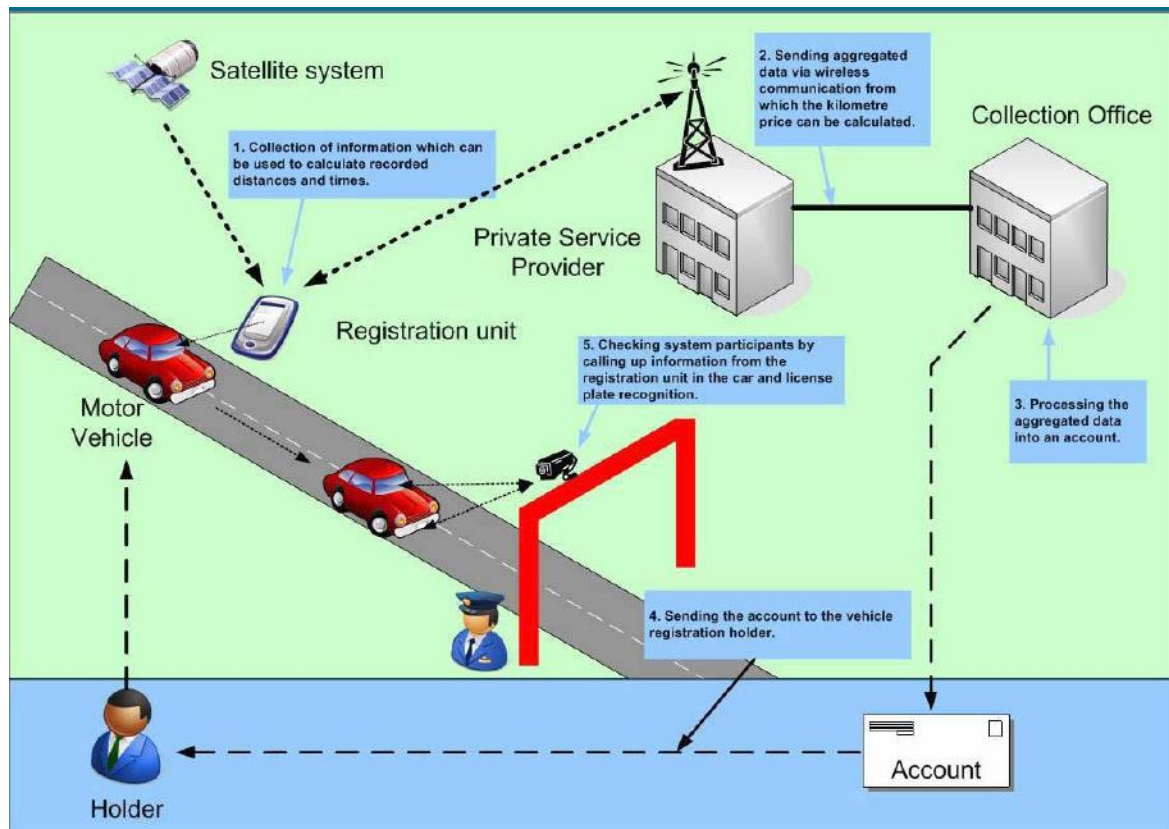 Satellite system
1. Collection of information which can
be used to calculate recorded
distances and times.
2. Sending aggregated
data via wireless
communication from
which the kilometre
price can be calculated.
Collection Office
Private Service
Provider
Registration unit
Motor
Vehicle
5. Checking system participants by
calling up information from the
registration unit in the car and license
plate recognition.
3. Processing the
aggregated data
into an account.
4. Sending the account to the vehicle
registration holder.
Holder
Account